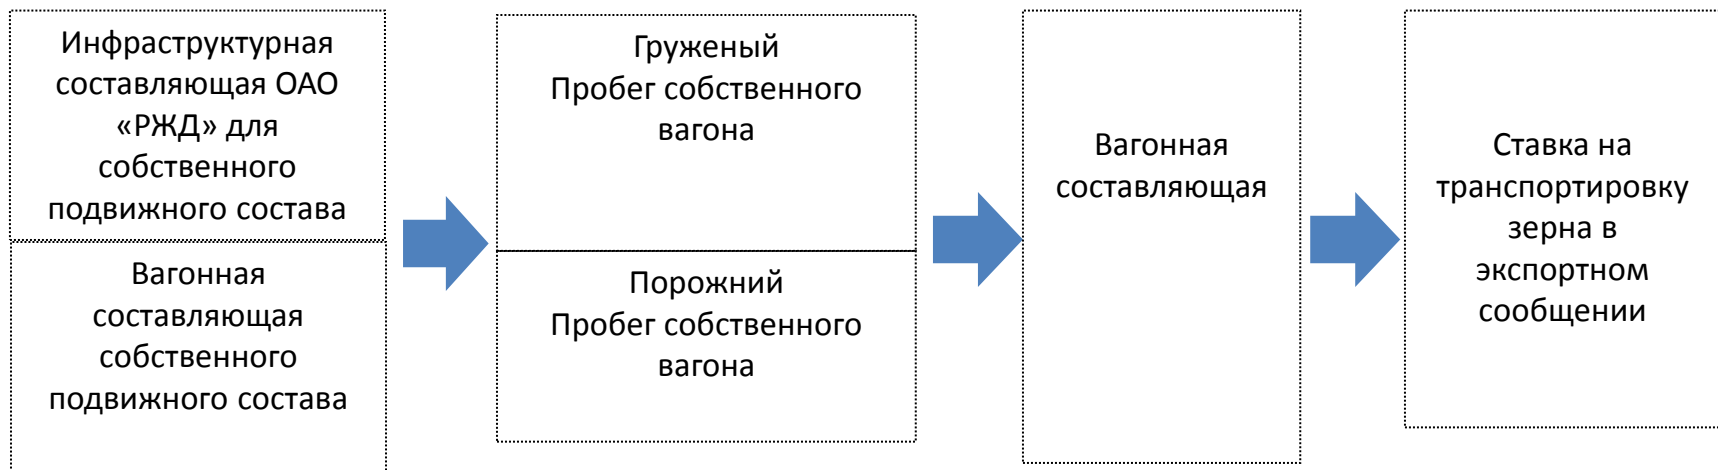 Инфраструктурная
составляющая ОАО
«РЖД» для
собственного
подвижного состава
Вагонная
составляющая
собственного
подвижного состава
Груженый
Пробег собственного
вагона
Порожний
Пробег собственного
вагона
Вагонная
составляющая
Ставка на
транспортировку
зерна в
экспортном
сообщении